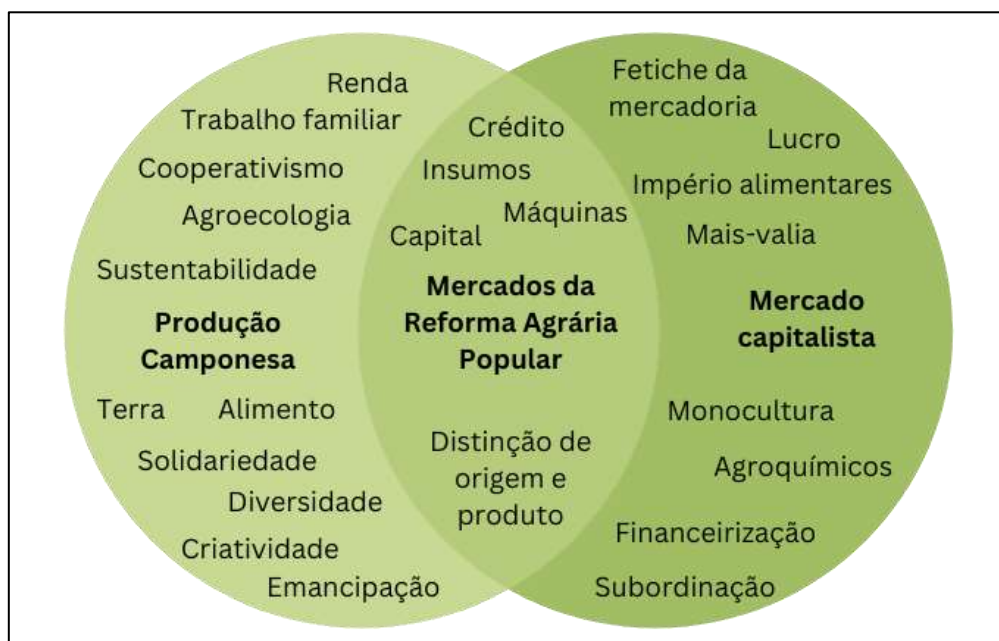 Renda
Trabalho familiar
Cooperativismo
Agroecologia
Sustentabilidade
Produção
Camponesa
Terra
Alimento
Solidariedade
Diversidade
Criatividade
Emancipação
Crédito
Insumos
Máquinas
Capital
Mercados da
Reforma Agrária
Popular
Distinção de
origem e
produto
Fetiche da
mercadoria
Lucro
Império alimentares
Mais-valia
Mercado
capitalista
Monocultura
Agroquímicos
Financeirização
Subordinação